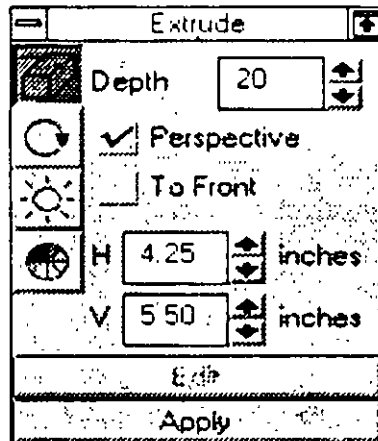 Extrude
Depth 20
Perspective
To Front
H 4.25 inches
V 5.50 inches
Edit
Apply